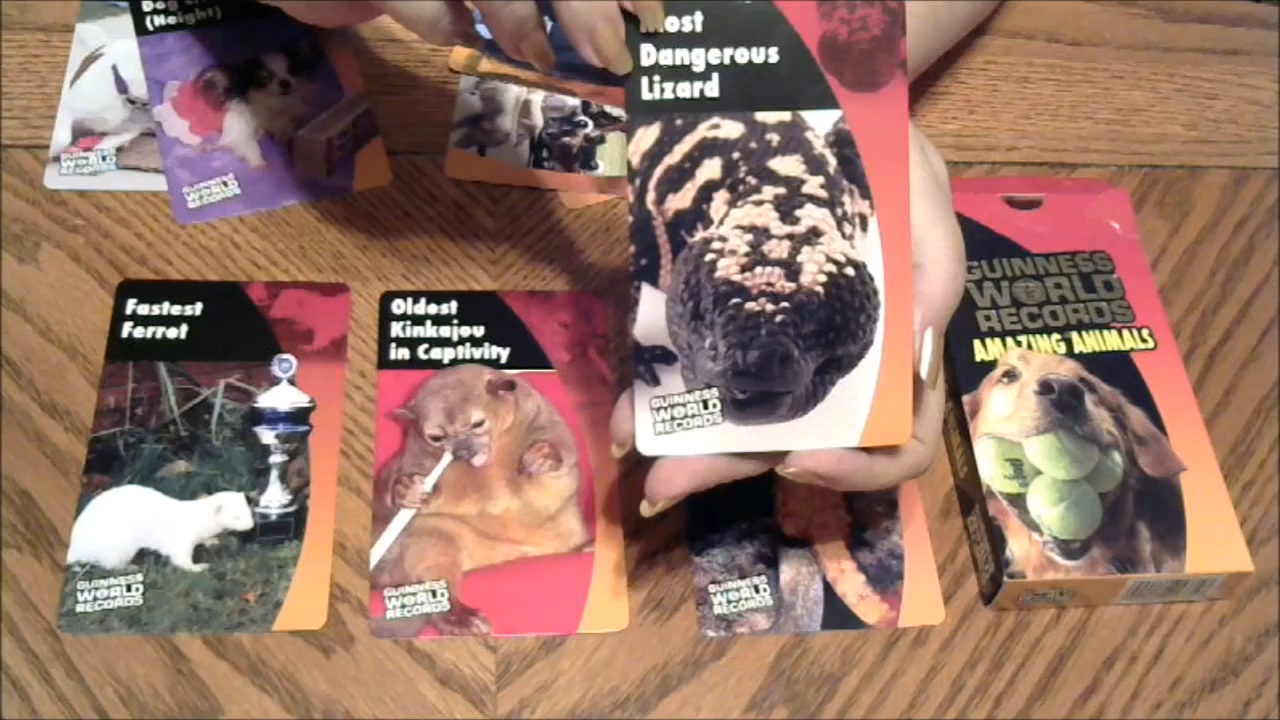 Dog
(Height)
GUINNESS
WORLD
RECORDS
GUINNESS
WORLD
RECORDS
Most
Dangerous
Lizard
GUINNESS
WORLD
RECORDS
Fastest
Ferret
GUINNESS
WORLD
RECORDS
Oldest
Kinkajou
in Captivity
GUINNESS
WORLD
RECORDS
GUINNESS
WORLD
RECORDS
GUINNESS
WORLD
RECORDS
AMAZING ANIMALS